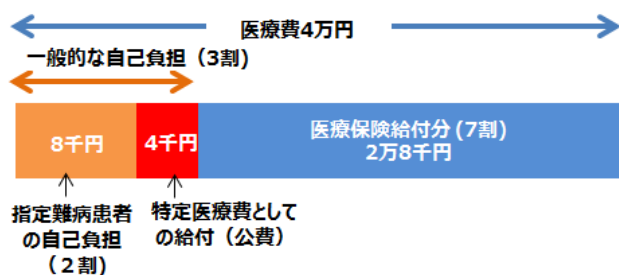 医療費4万円
一般的な自己負担（3割)
8千円
4千円
医療保険給付分 (7割)
2万8千円
指定難病患者
の自己負担
（２割）
特定医療費として
の給付（公費）